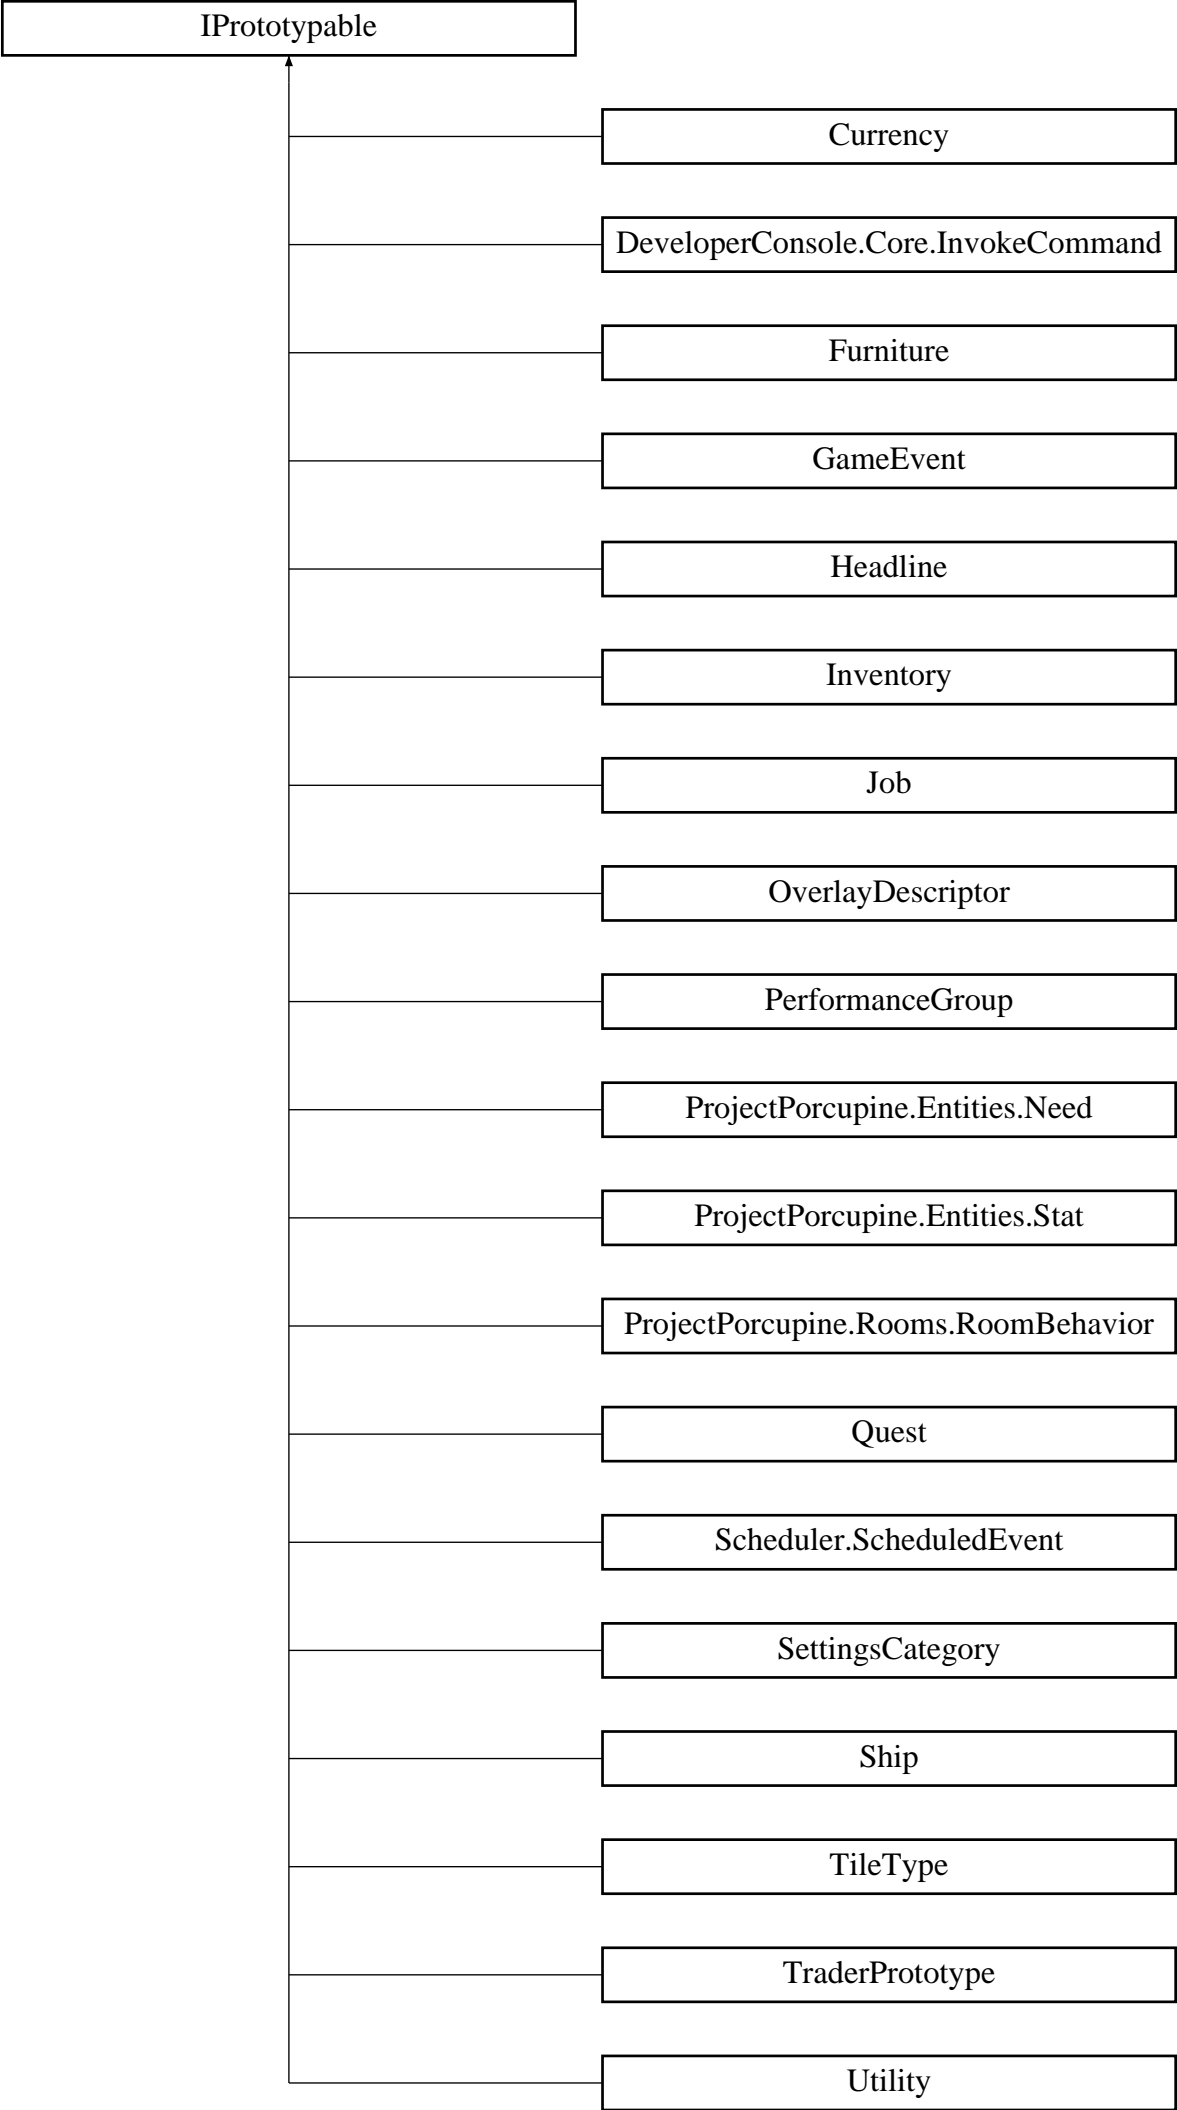 IPrototypable
Currency
DeveloperConsole.Core.InvokeCommand
Furniture
GameEvent
Headline
Inventory
Job
OverlayDescriptor
PerformanceGroup
ProjectPorcupine.Entities.Need
ProjectPorcupine.Entities.Stat
ProjectPorcupine.Rooms.RoomBehavior
Quest
Scheduler.ScheduledEvent
SettingsCategory
Ship
TileType
TraderPrototype
Utility